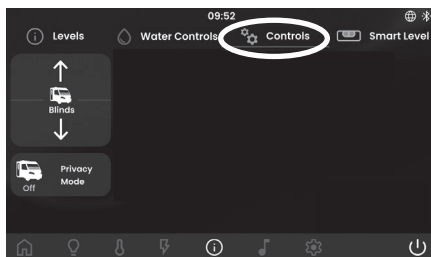 09:52
Levels
Water Controls
Controls
Smart Level
Blinds
Privacy
Mode
Off